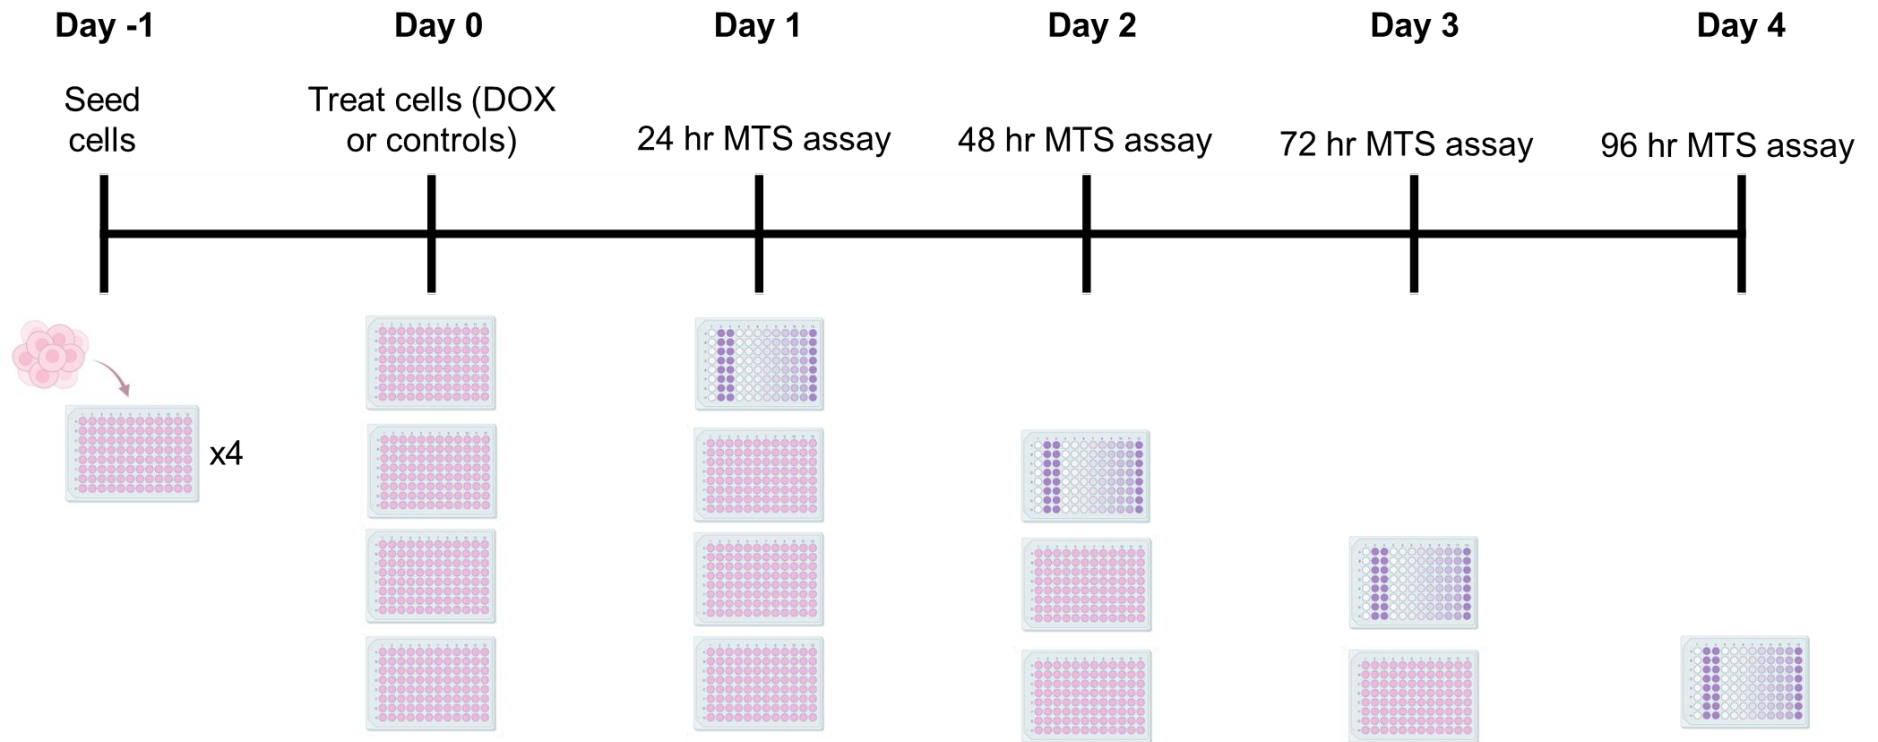 Day -1
Day 0
Day 1
Day 2
Day 3
Day 4
Seed
cells
Treat cells (DOX
or controls)
24 hr MTS assay
48 hr MTS assay
72 hr MTS assay
96 hr MTS assay
x4